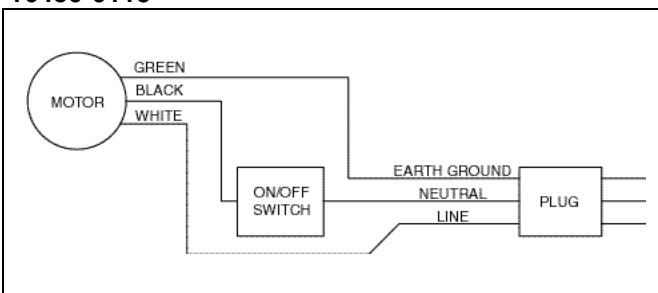 GREEN
BLACK
MOTOR
WHITE
EARTH GROUND
ON/OFF
SWITCH
NEUTRAL
PLUG
LINE